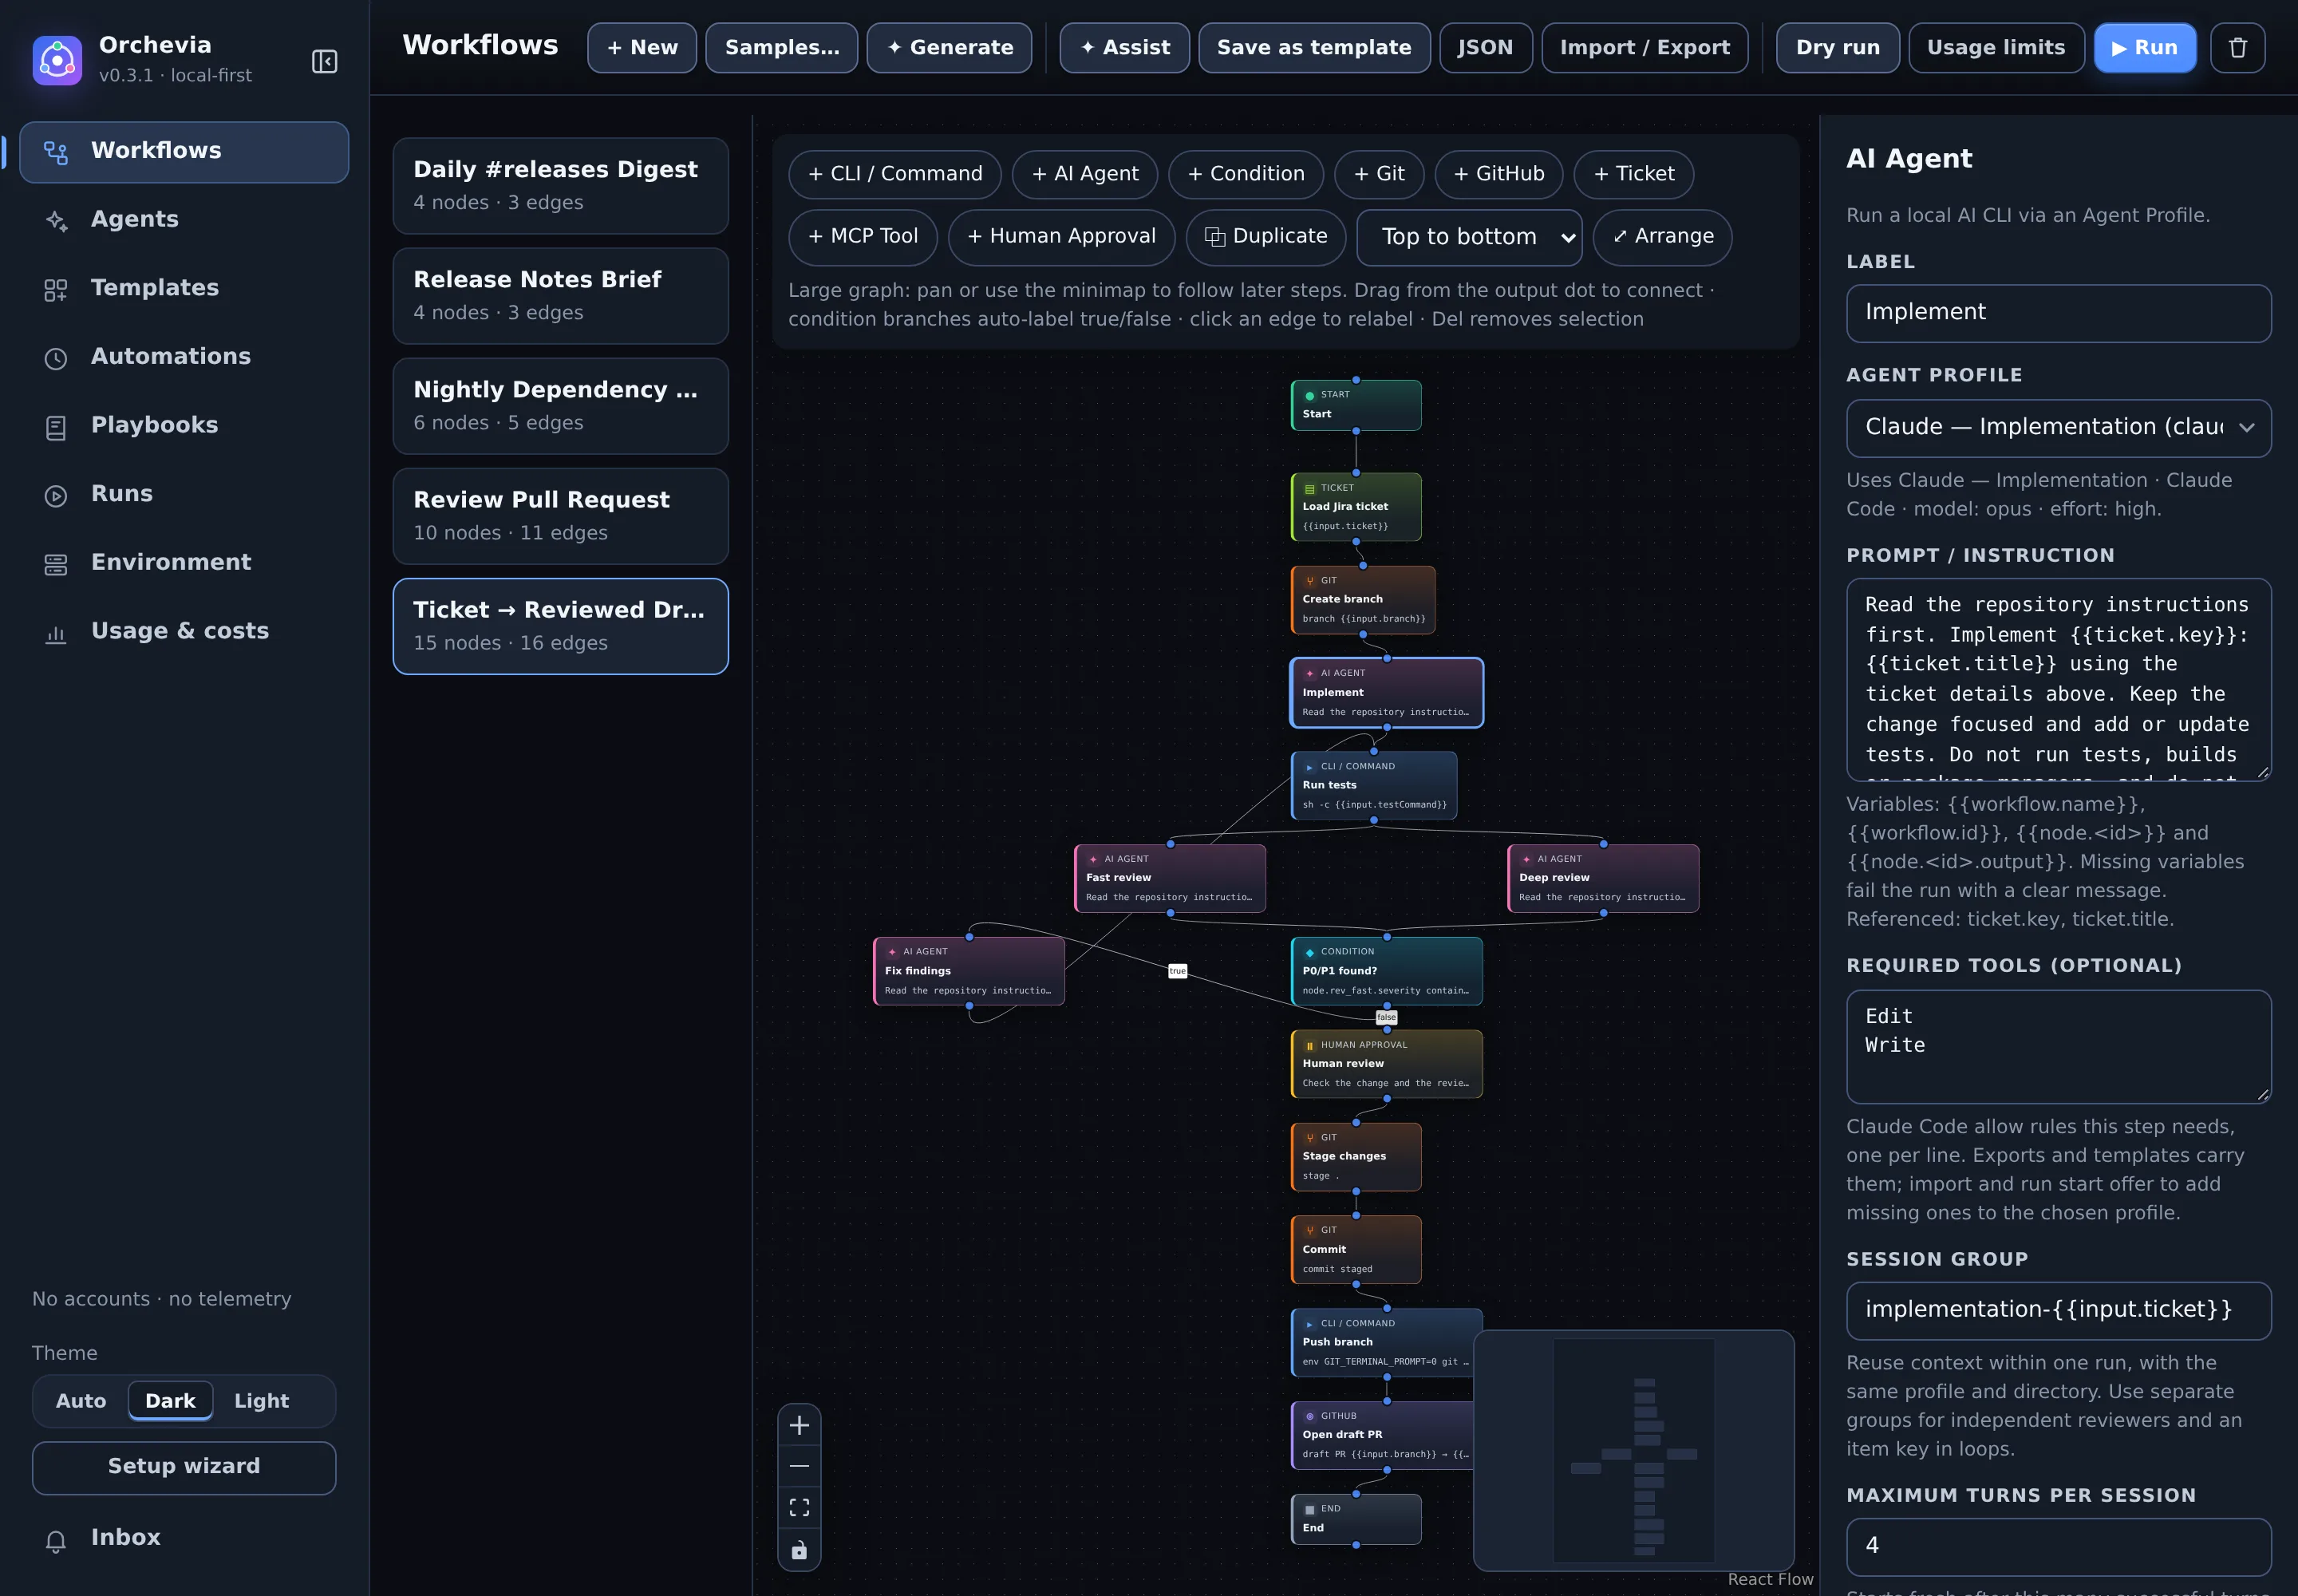 Orchevia
v0.3.1 · local-first
Workflows
Agents
Templates
Automations
Playbooks
Runs
Environment
Usage & costs
No accounts · no telemetry
Theme
Auto Dark Light
Setup wizard
Inbox
Workflows
+ New
Samples…
✦ Generate
✦ Assist
Save as template
JSON
Import / Export
Dry run
Usage limits
▶ Run
Daily #releases Digest
4 nodes · 3 edges
Release Notes Brief
4 nodes · 3 edges
Nightly Dependency …
6 nodes · 5 edges
Review Pull Request
10 nodes · 11 edges
Ticket → Reviewed Dr…
15 nodes · 16 edges
+ CLI / Command
+ AI Agent
+ Condition
+ Git
+ GitHub
+ Ticket
+ MCP Tool
+ Human Approval
Duplicate
Top to bottom
⤢ Arrange
Large graph: pan or use the minimap to follow later steps. Drag from the output dot to connect ·
condition branches auto-label true/false · click an edge to relabel · Del removes selection
START
Start
TICKET
Load Jira ticket
{{input.ticket}}
GIT
Create branch
branch {{input.branch}}
AI AGENT
Implement
Read the repository instructio…
CLI / COMMAND
Run tests
sh -c {{input.testCommand}}
AI AGENT
Fast review
Read the repository instructio…
AI AGENT
Deep review
Read the repository instructio…
AI AGENT
Fix findings
Read the repository instructio…
true
CONDITION
P0/P1 found?
node.rev_fast.severity contain…
false
HUMAN APPROVAL
Human review
Check the change and the revie…
GIT
Stage changes
stage .
GIT
Commit
commit staged
CLI / COMMAND
Push branch
env GIT_TERMINAL_PROMPT=0 git …
GITHUB
Open draft PR
draft PR {{input.branch}} → {{…
END
End
React Flow
AI Agent
Run a local AI CLI via an Agent Profile.
LABEL
Implement
AGENT PROFILE
Claude — Implementation (clau
Uses Claude — Implementation · Claude
Code · model: opus · effort: high.
PROMPT / INSTRUCTION
Read the repository instructions
first. Implement {{ticket.key}}:
{{ticket.title}} using the
ticket details above. Keep the
change focused and add or update
tests. Do not run tests, builds
or package managers, and do not
Variables: {{workflow.name}},
{{workflow.id}}, {{node.<id>}} and
{{node.<id>.output}}. Missing variables
fail the run with a clear message.
Referenced: ticket.key, ticket.title.
REQUIRED TOOLS (OPTIONAL)
Edit
Write
Claude Code allow rules this step needs,
one per line. Exports and templates carry
them; import and run start offer to add
missing ones to the chosen profile.
SESSION GROUP
implementation-{{input.ticket}}
Reuse context within one run, with the
same profile and directory. Use separate
groups for independent reviewers and an
item key in loops.
MAXIMUM TURNS PER SESSION
4